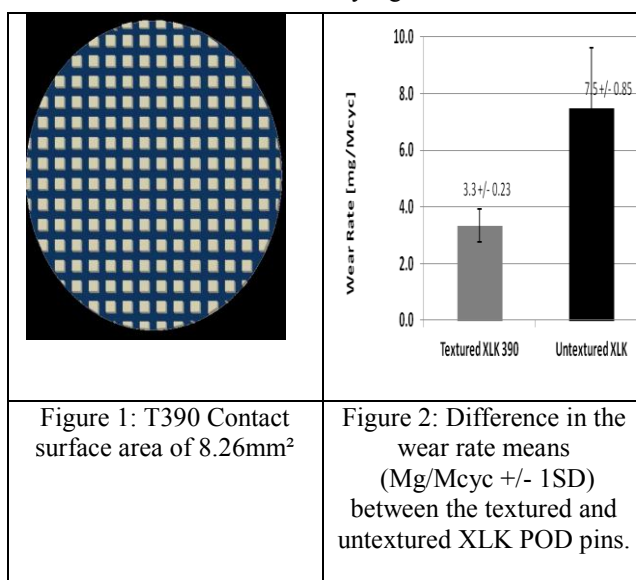 10.0
8.0
6.0
4.0
2.0
0.0
Wear Rate [mg/Mcyc]
7.5+/- 0.85
3.3+/- 0.23
Textured XLK 390
Untextured XLK
Figure 1: T390 Contact
surface area of 8.26mm²
Figure 2: Difference in the
wear rate means
(Mg/Mcyc +/- 1SD)
between the textured and
untextured XLK POD pins.